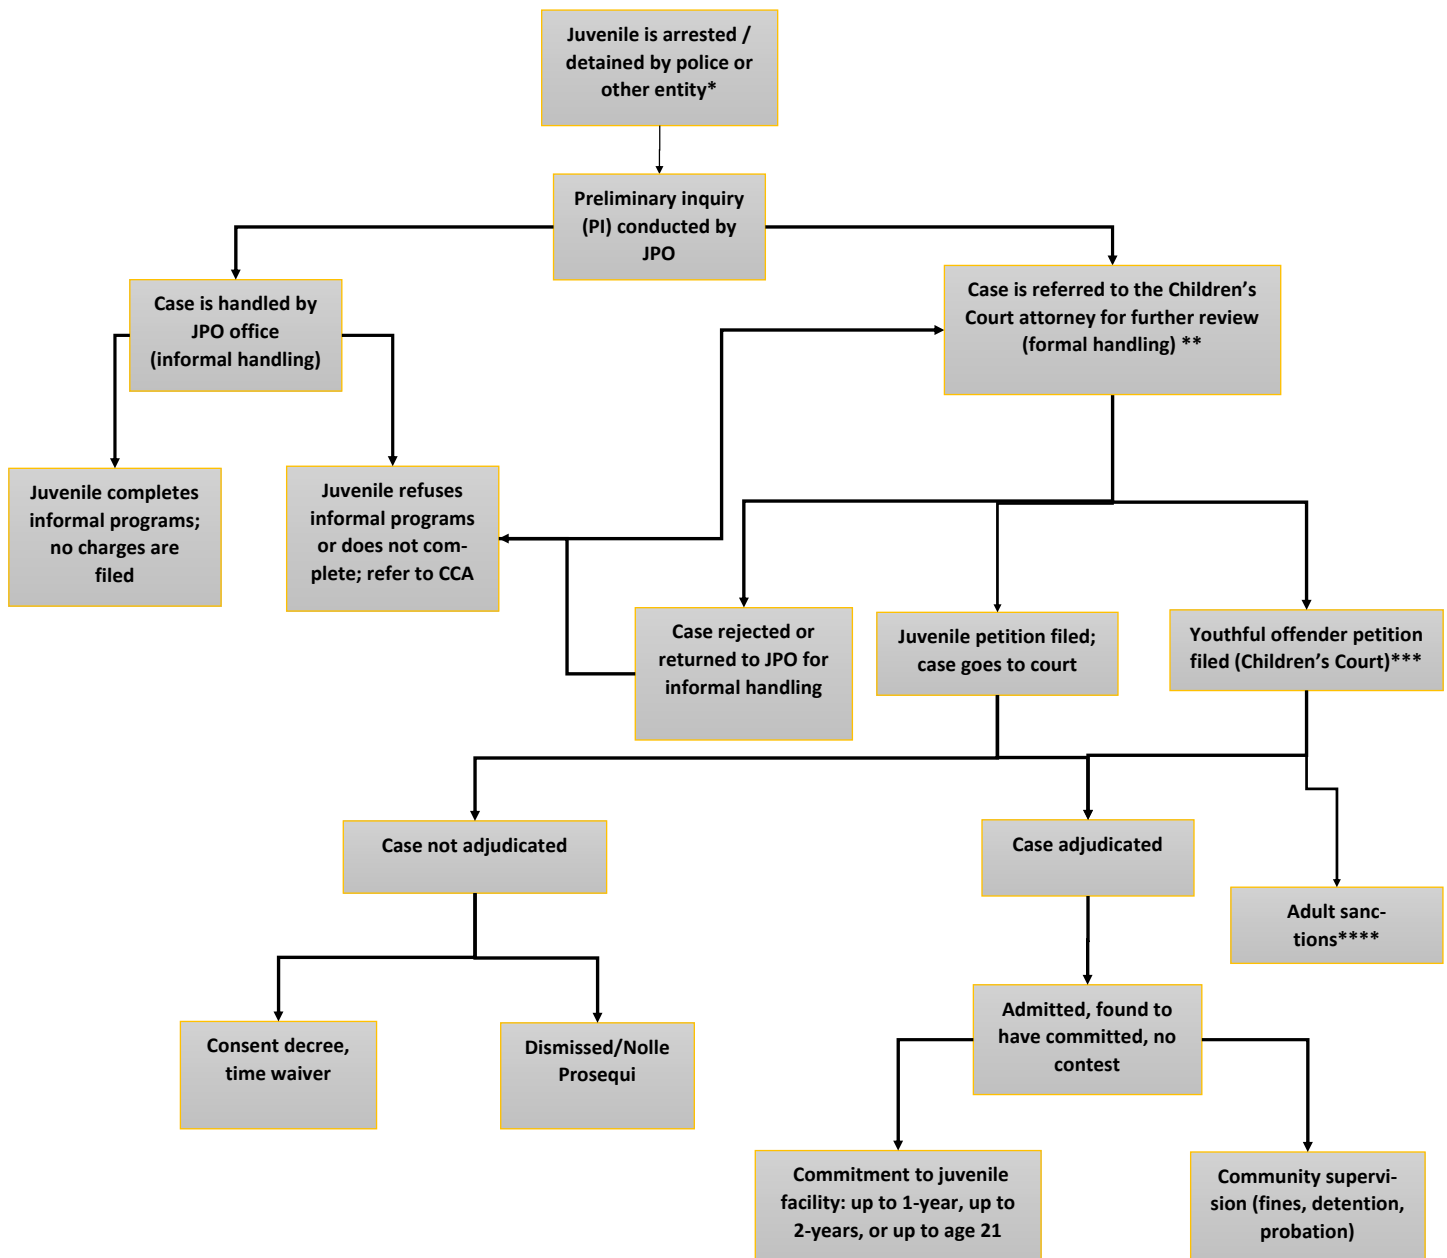 Juvenile is arrested /
detained by police or
other entity*
Preliminary inquiry
(PI) conducted by
JPO
Case is handled by
JPO office
(informal handling)
Case is referred to the Children’s
Court attorney for further review
(formal handling) **
Juvenile completes
informal programs;
no charges are
filed
Juvenile refuses
informal programs
or does not com-
plete; refer to CCA
Case rejected or
returned to JPO for
informal handling
Juvenile petition filed;
case goes to court
Youthful offender petition
filed (Children’s Court)***
Case not adjudicated
Case adjudicated
Adult sanc-
tions****
Consent decree,
time waiver
Dismissed/Nolle
Prosequi
Admitted, found to
have committed, no
contest
Commitment to juvenile
facility: up to 1-year, up to
2-years, or up to age 21
Community supervi-
sion (fines, detention,
probation)